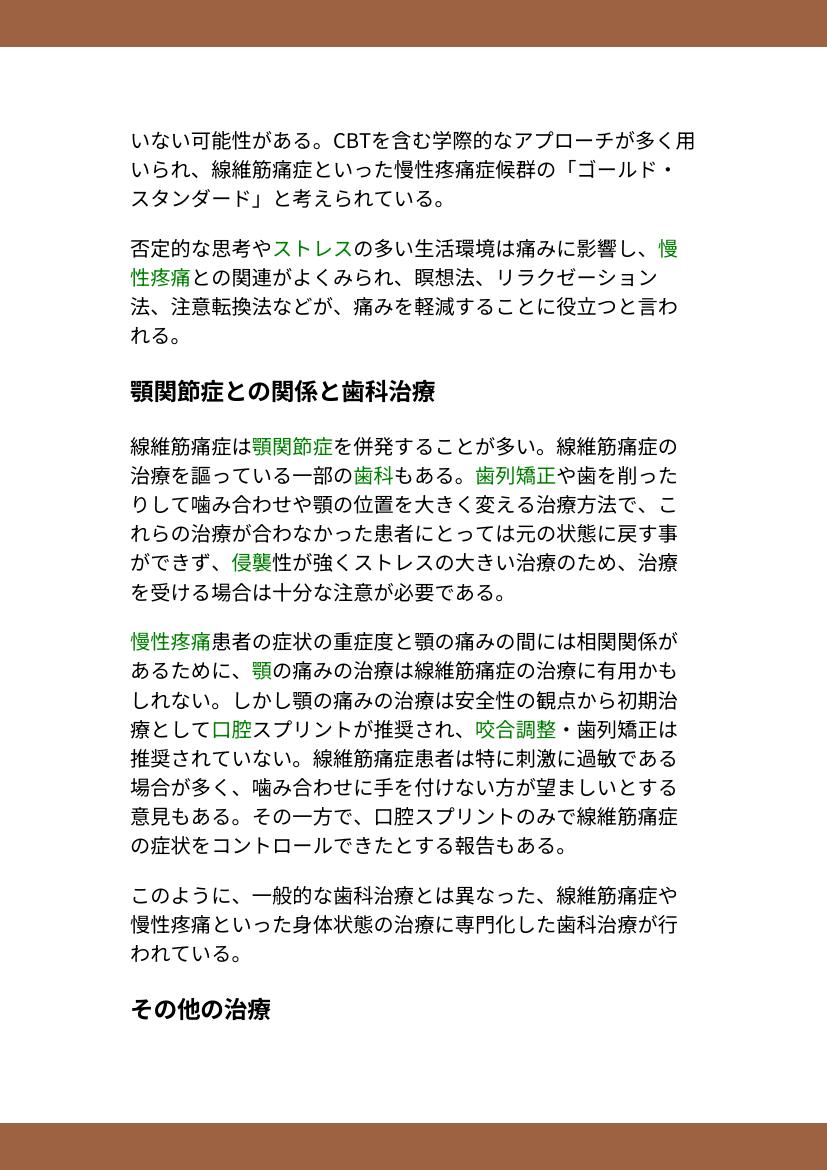 いない可能性がある。CBTを含む学際的なアプローチが多く用
いられ、線維筋痛症といった慢性疼痛症候群の「ゴールド・
スタンダード」と考えられている。
否定的な思考やストレスの多い生活環境は痛みに影響し、慢
性疼痛との関連がよくみられ、瞑想法、リラクゼーション
法、注意転換法などが、痛みを軽減することに役立つと言わ
れる。
顎関節症との関係と歯科治療
線維筋痛症は顎関節症を併発することが多い。線維筋痛症の
治療を謳っている一部の歯科もある。歯列矯正や歯を削った
りして噛み合わせや顎の位置を大きく変える治療方法で、こ
れらの治療が合わなかった患者にとっては元の状態に戻す事
ができず、侵襲性が強くストレスの大きい治療のため、治療
を受ける場合は十分な注意が必要である。
慢性疼痛患者の症状の重症度と顎の痛みの間には相関関係が
あるために、顎の痛みの治療は線維筋痛症の治療に有用かも
しれない。しかし顎の痛みの治療は安全性の観点から初期治
療として口腔スプリントが推奨され、咬合調整・歯列矯正は
推奨されていない。線維筋痛症患者は特に刺激に過敏である
場合が多く、噛み合わせに手を付けない方が望ましいとする
意見もある。その一方で、口腔スプリントのみで線維筋痛症
の症状をコントロールできたとする報告もある。
このように、一般的な歯科治療とは異なった、線維筋痛症や
慢性疼痛といった身体状態の治療に専門化した歯科治療が行
われている。
その他の治療